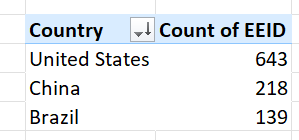 Country Count of EEID
United States 643
China 218
Brazil 139